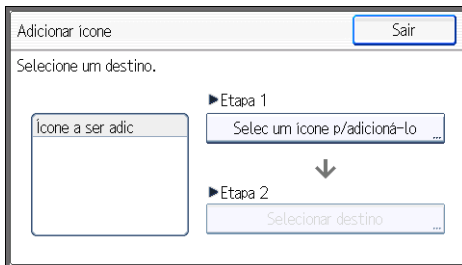 Adicionar ícone
Sair
Selecione um destino.
▶Etapa 1
Ícone a ser adic
Selec um ícone p/adicioná-lo ...
▶Etapa 2
Selecionar destino ...